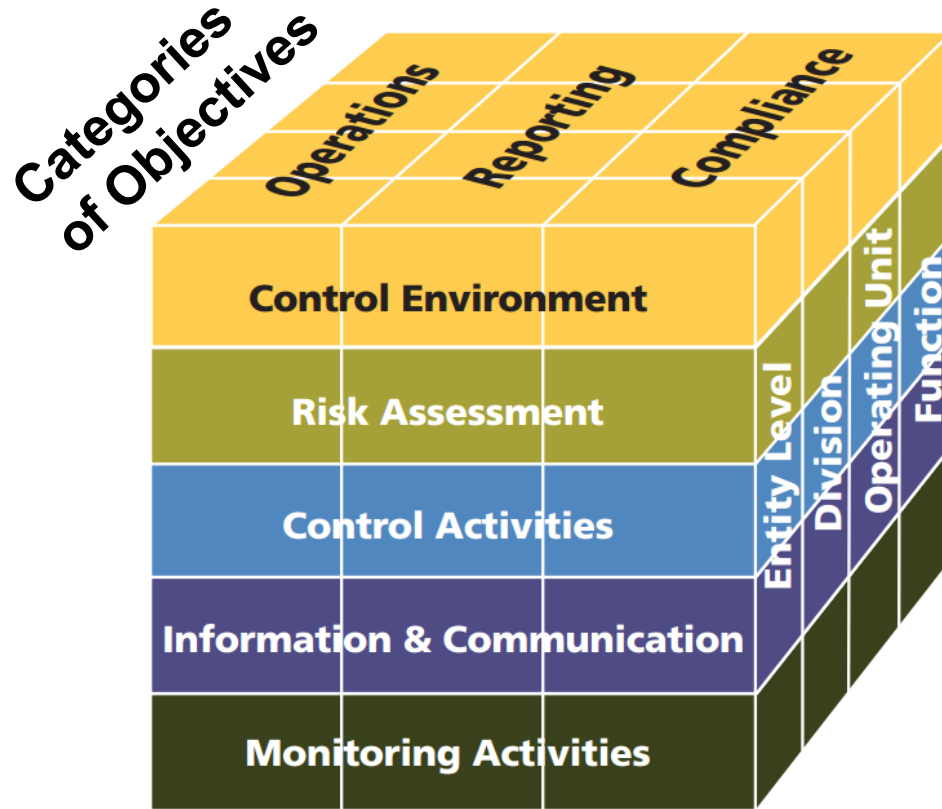 Categories
of Objectives
Operations
Reporting
Compliance
Control Environment
Risk Assessment
Control Activities
Information & Communication
Monitoring Activities
Entity Level
Division
Operating Unit
Function